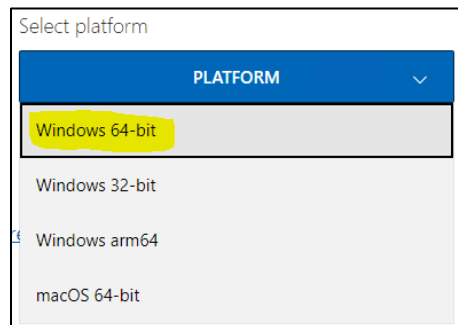 Select platform
PLATFORM
Windows 64-bit
Windows 32-bit
Windows arm64
macOS 64-bit